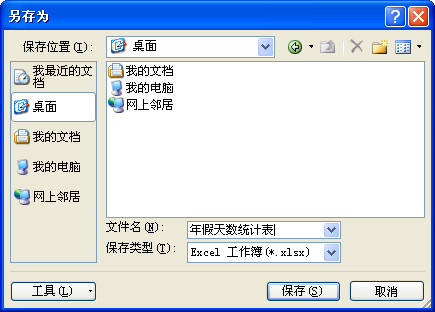 另存为
保存位置(I):
桌面
我最近的文档
桌面
我的文档
我的电脑
网上邻居
我的文档
我的电脑
网上邻居
文件名(N):
年假天数统计表
保存类型(T):
Excel 工作簿(*.xlsx)
工具(L)
保存(S)
取消